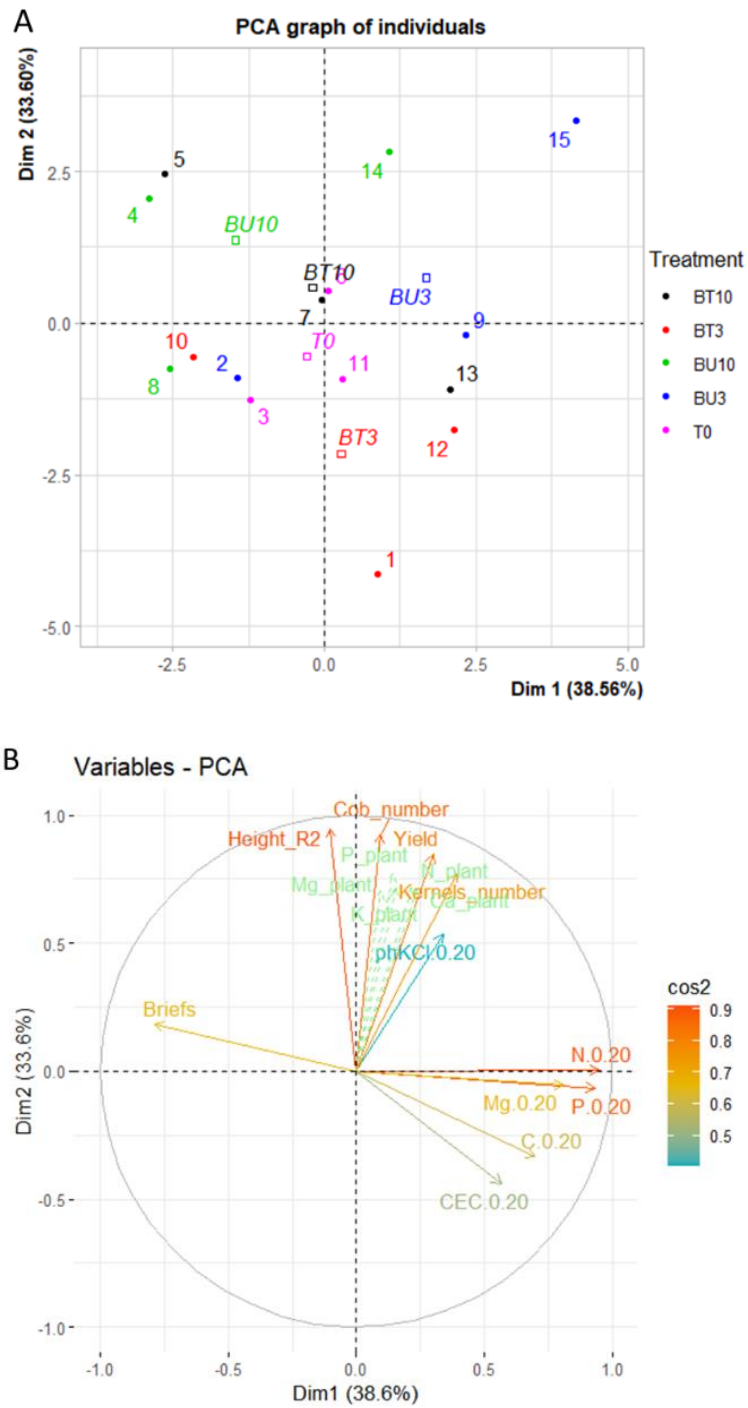 A
PCA graph of individuals
Dim 2 (33.60%)
2.5
0.0
-2.5
-5.0
5
4
14
15
BU10
BT10
6
BU3
7
9
T0
10
2
11
13
8
3
BT3
12
1
-2.5
0.0
2.5
5.0
Dim 1 (38.56%)
Treatment
BT10
BT3
BU10
BU3
T0
B
Variables - PCA
Dim2 (33.6%)
1.0
0.5
0.0
-0.5
-1.0
Cob_number
Height_R2
Yield
P_plant
N_plant
Mg_plant
Kernels_number
Ca_plant
K_plant
phKCl.0.20
Briefs
N.0.20
Mg.0.20
P.0.20
C.0.20
CEC.0.20
-1.0
-0.5
0.0
0.5
1.0
Dim1 (38.6%)
cos2
0.9
0.8
0.7
0.6
0.5